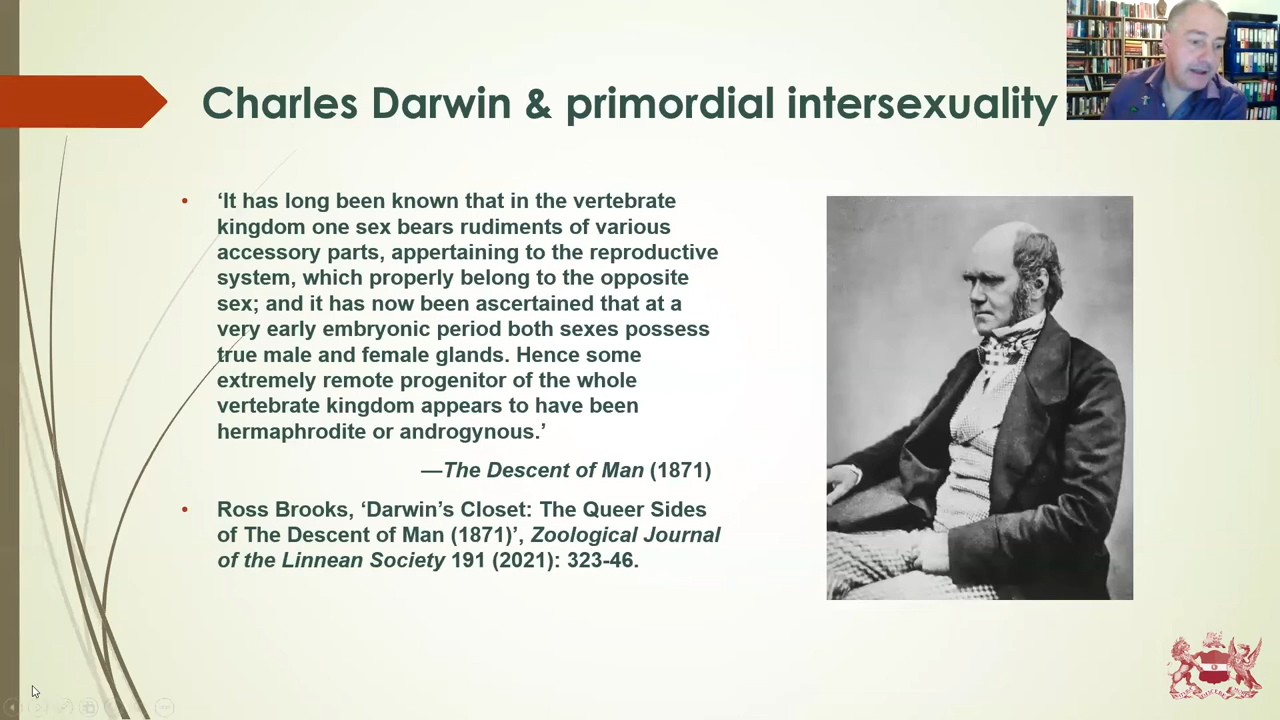 Charles Darwin & primordial intersexuality
‘It has long been known that in the vertebrate
kingdom one sex bears rudiments of various
accessory parts, appertaining to the reproductive
system, which properly belong to the opposite
sex; and it has now been ascertained that at a
very early embryonic period both sexes possess
true male and female glands. Hence some
extremely remote progenitor of the whole
vertebrate kingdom appears to have been
hermaphrodite or androgynous.’
—The Descent of Man (1871)
Ross Brooks, ‘Darwin’s Closet: The Queer Sides
of The Descent of Man (1871)’, Zoological Journal
of the Linnean Society 191 (2021): 323-46.